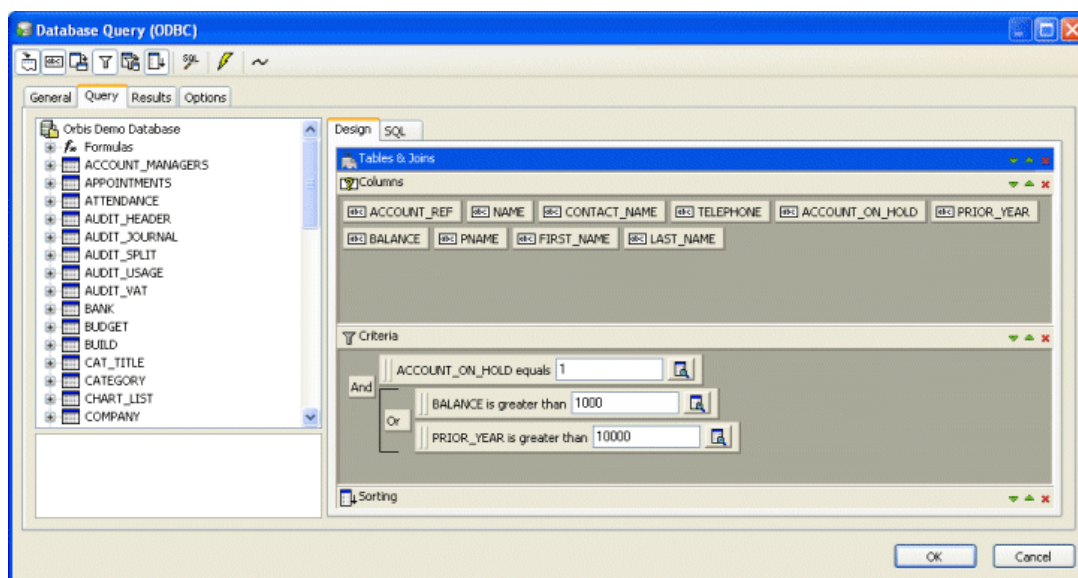 Database Query (ODBC)
SQL
General Query Results Options
Orbis Demo Database
Formulas
ACCOUNT_MANAGERS
APPOINTMENTS
ATTENDANCE
AUDIT_HEADER
AUDIT_JOURNAL
AUDIT_SPLIT
AUDIT_USAGE
AUDIT_VAT
BANK
BUDGET
BUILD
CAT_TITLE
CATEGORY
CHART_LIST
COMPANY
Design SQL
Tables & Joins
Columns
ACCOUNT_REF NAME CONTACT_NAME TELEPHONE ACCOUNT_ON_HOLD PRIOR_YEAR
BALANCE PNAME FIRST_NAME LAST_NAME
Criteria
ACCOUNT_ON_HOLD equals 1
And
BALANCE is greater than 1000
Or
PRIOR_YEAR is greater than 10000
Sorting
OK Cancel